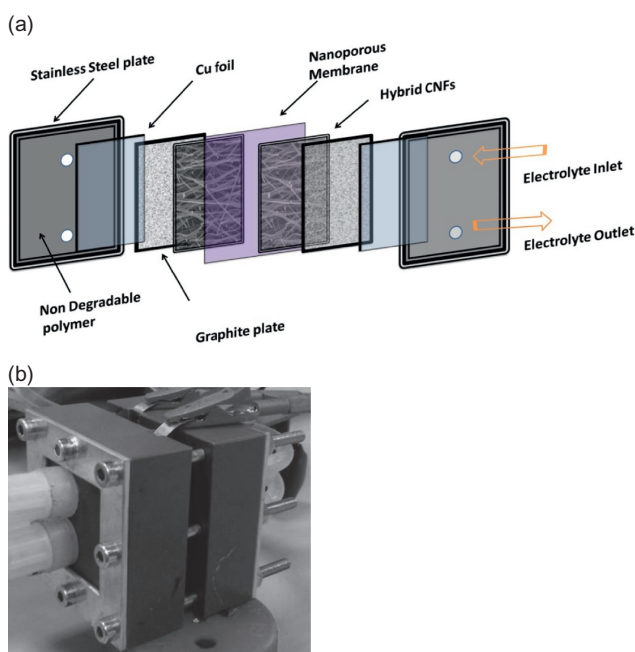 (a)
Stainless Steel plate
Cu foil
Nanoporous
Membrane
Hybrid CNFs
Electrolyte Inlet
Electrolyte Outlet
Non Degradable
polymer
Graphite plate
(b)